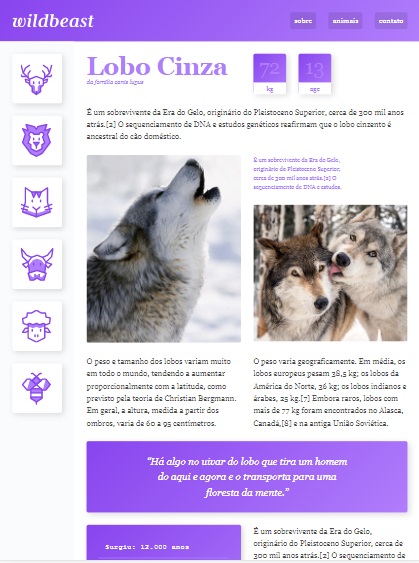 wildbeast
sobre
animais
contato
Lobo Cinza
da família canis lupus
72
kg
13
age
É um sobrevivente da Era do Gelo, originário do Pleistoceno Superior, cerca de 300 mil anos
atrás.[2] O sequenciamento de DNA e estudos genéticos reafirmam que o lobo cinzento é
ancestral do cão doméstico.
É um sobrevivente da Era do Gelo,
originário do Pleistoceno Superior,
cerca de 300 mil anos atrás.[2] O
sequenciamento de DNA e estudos.
O peso e tamanho dos lobos variam muito
em todo o mundo, tendendo a aumentar
proporcionalmente com a latitude, como
previsto pela teoria de Christian Bergmann.
Em geral, a altura, medida a partir dos
ombros, varia de 60 a 95 centímetros.
O peso varia geograficamente. Em média, os
lobos europeus pesam 38,5 kg; os lobos da
América do Norte, 36 kg; os lobos indianos e
árabes, 25 kg.[7] Embora raros, lobos com
mais de 77 kg foram encontrados no Alasca,
Canadá,[8] e na antiga União Soviética.
“Há algo no uivar do lobo que tira um homem
do aqui e agora e o transporta para uma
floresta da mente.”
Surgiu: 12.000 anos
É um sobrevivente da Era do Gelo,
originário do Pleistoceno Superior, cerca de
300 mil anos atrás.[2] O sequenciamento de